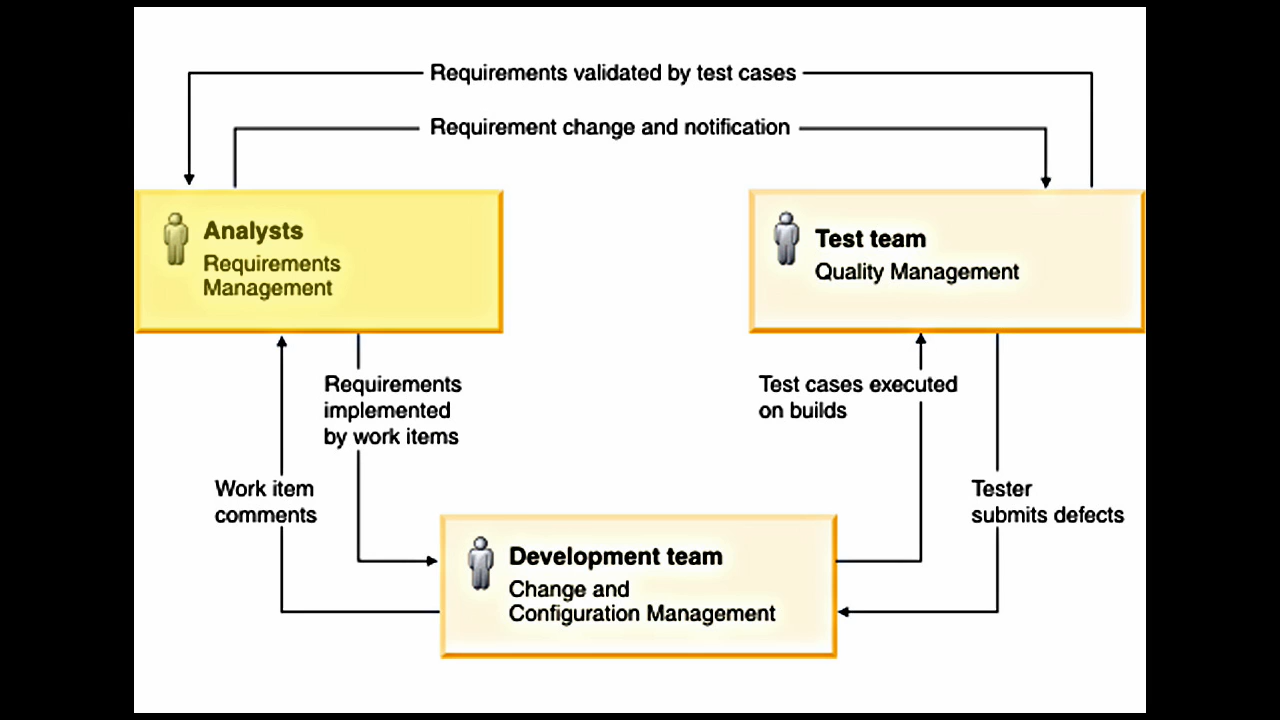 Requirements validated by test cases
Requirement change and notification
Analysts
Requirements
Management
Test team
Quality Management
Requirements
implemented
by work items
Test cases executed
on builds
Work item
comments
Tester
submits defects
Development team
Change and
Configuration Management